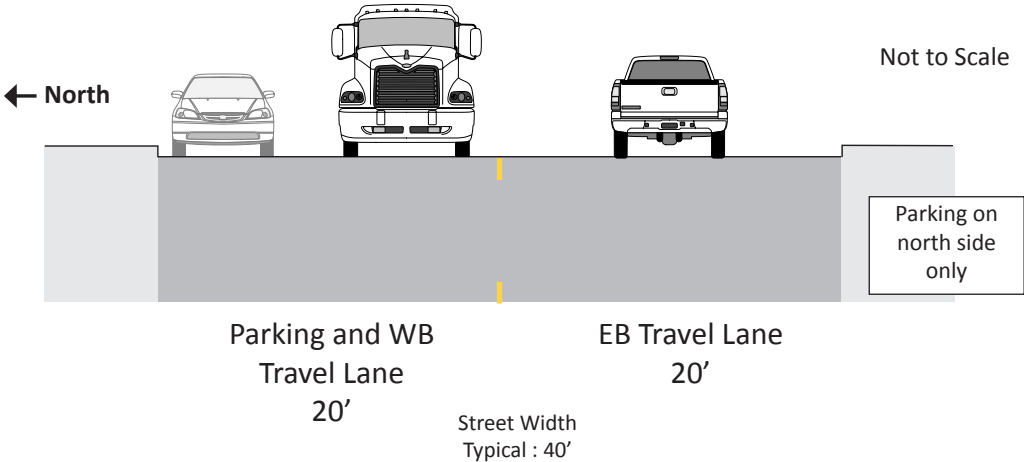 Not to Scale
North
Parking on
north side
only
Parking and WB
Travel Lane
20’
EB Travel Lane
20’
Street Width
Typical : 40’